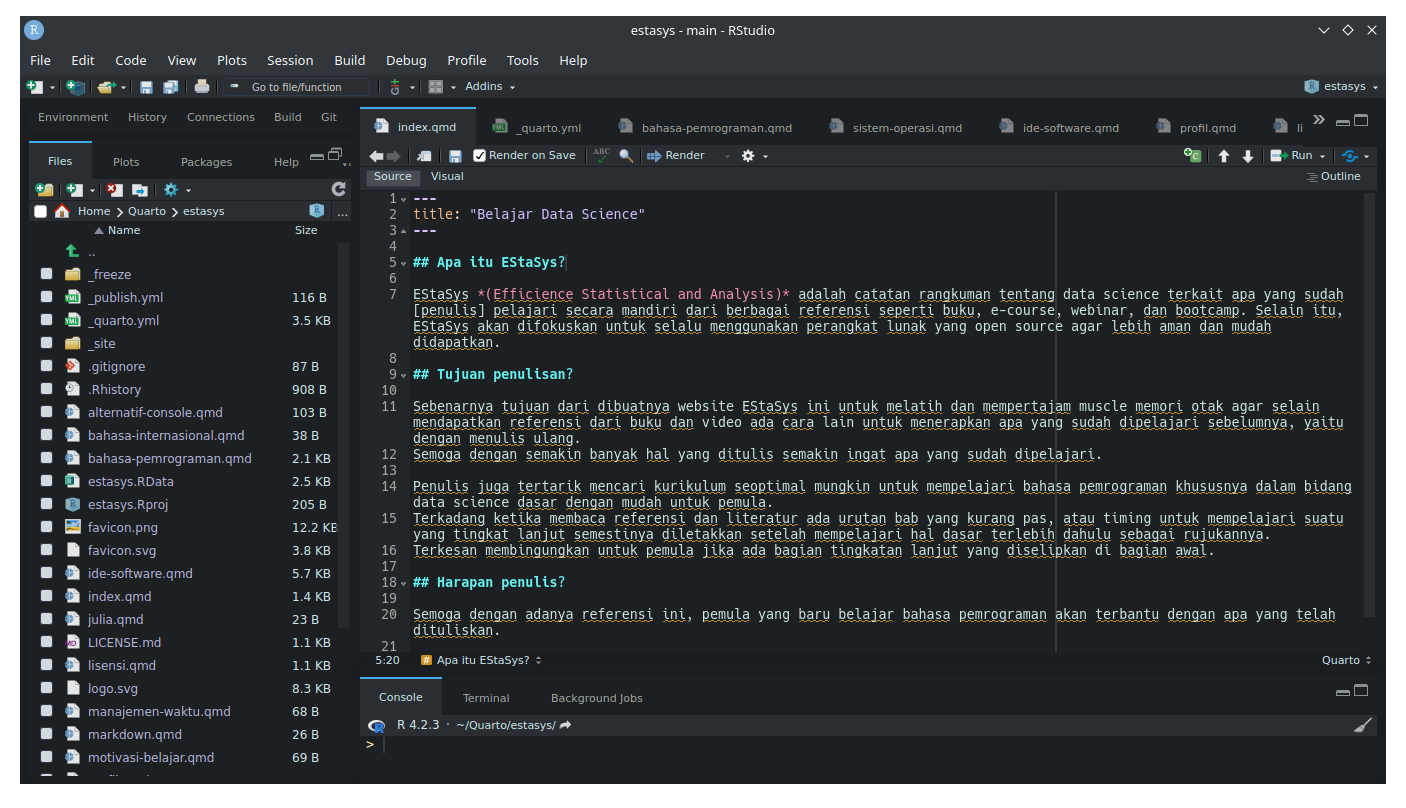 estasys - main - RStudio
File Edit Code View Plots Session Build Debug Profile Tools Help
Go to file/function Addins estasys
Environment History Connections Build Git
Files Plots Packages Help
Home Quarto estasys ...
Name Size
..
_freeze
_publish.yml 116 B
_quarto.yml 3.5 KB
_site
.gitignore 87 B
.Rhistory 908 B
alternatif-console.qmd 103 B
bahasa-internasional.qmd 38 B
bahasa-pemrograman.qmd 2.1 KB
estasys.RData 2.5 KB
estasys.Rproj 205 B
favicon.png 12.2 KB
favicon.svg 3.8 KB
ide-software.qmd 5.7 KB
index.qmd 1.4 KB
julia.qmd 23 B
LICENSE.md 1.1 KB
lisensi.qmd 1.1 KB
logo.svg 8.3 KB
manajemen-waktu.qmd 68 B
markdown.qmd 26 B
motivasi-belajar.qmd 69 B
index.qmd _quarto.yml bahasa-pemrograman.qmd sistem-operasi.qmd ide-software.qmd profil.qmd li
Render on Save ABC Render Run
Source Visual Outline
1 ---
2 title: "Belajar Data Science"
3 ---
4
5 ## Apa itu EStaSys?
6
7 EStaSys *(Efficience Statistical and Analysis)* adalah catatan rangkuman tentang data science terkait apa yang sudah
[penulis] pelajari secara mandiri dari berbagai referensi seperti buku, e-course, webinar, dan bootcamp. Selain itu,
EStaSys akan difokuskan untuk selalu menggunakan perangkat lunak yang open source agar lebih aman dan mudah
didapatkan.
8
9 ## Tujuan penulisan?
10
11 Sebenarnya tujuan dari dibuatnya website EStaSys ini untuk melatih dan mempertajam muscle memori otak agar selain
mendapatkan referensi dari buku dan video ada cara lain untuk menerapkan apa yang sudah dipelajari sebelumnya, yaitu
dengan menulis ulang.
12 Semoga dengan semakin banyak hal yang ditulis semakin ingat apa yang sudah dipelajari.
13
14 Penulis juga tertarik mencari kurikulum seoptimal mungkin untuk mempelajari bahasa pemrograman khususnya dalam bidang
data science dasar dengan mudah untuk pemula.
15 Terkadang ketika membaca referensi dan literatur ada urutan bab yang kurang pas, atau timing untuk mempelajari suatu
yang tingkat lanjut semestinya diletakkan setelah mempelajari hal dasar terlebih dahulu sebagai rujukannya.
16 Terkesan membingungkan untuk pemula jika ada bagian tingkatan lanjut yang diselipkan di bagian awal.
17
18 ## Harapan penulis?
19
20 Semoga dengan adanya referensi ini, pemula yang baru belajar bahasa pemrograman akan terbantu dengan apa yang telah
dituliskan.
21
5:20 # Apa itu EStaSys? Quarto
Console Terminal Background Jobs
R 4.2.3 · ~/Quarto/estasys/
>